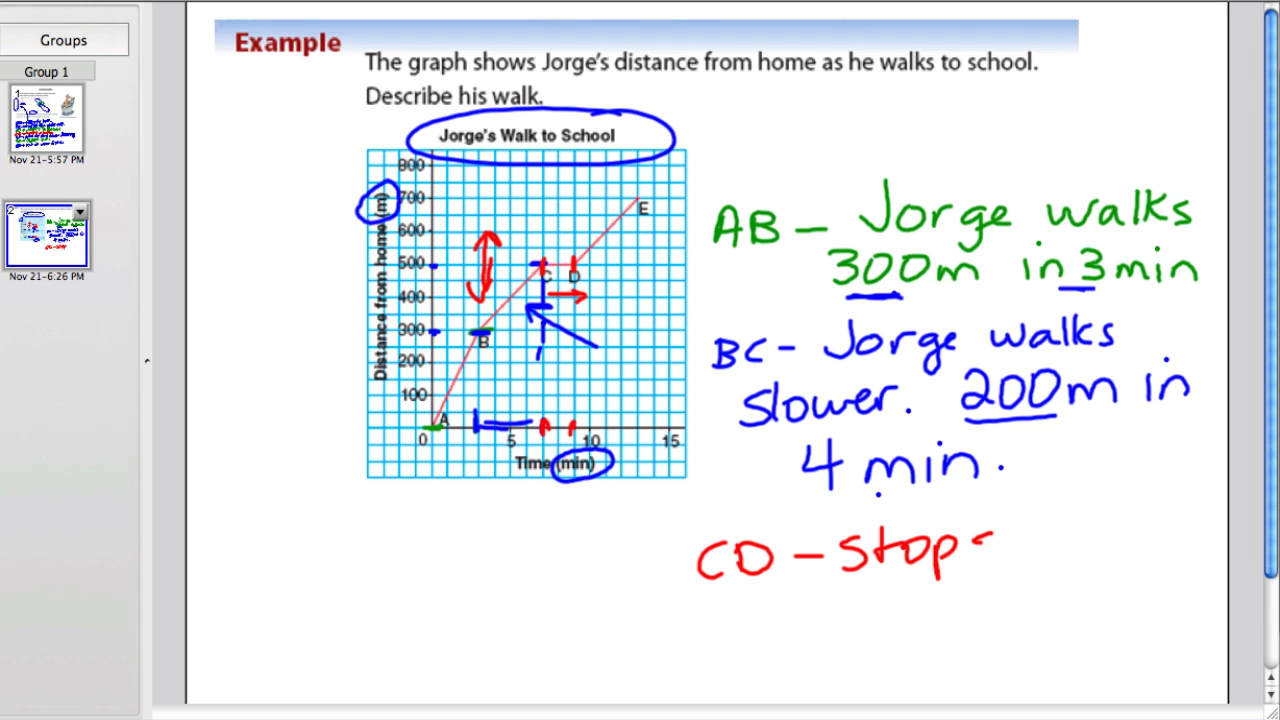 Groups
Group 1
Nov 21-5:57 PM
2
Nov 21-6:26 PM
Example
The graph shows Jorge's distance from home as he walks to school.
Describe his walk.
Jorge's Walk to School
Distance from home (m)
800
700
600
500
400
300
200
100
0
5
10
15
Time (min)
A
B
C
D
E
AB – Jorge walks
300m in 3min
BC – Jorge walks
slower. 200m in
4 min.
CD – stop